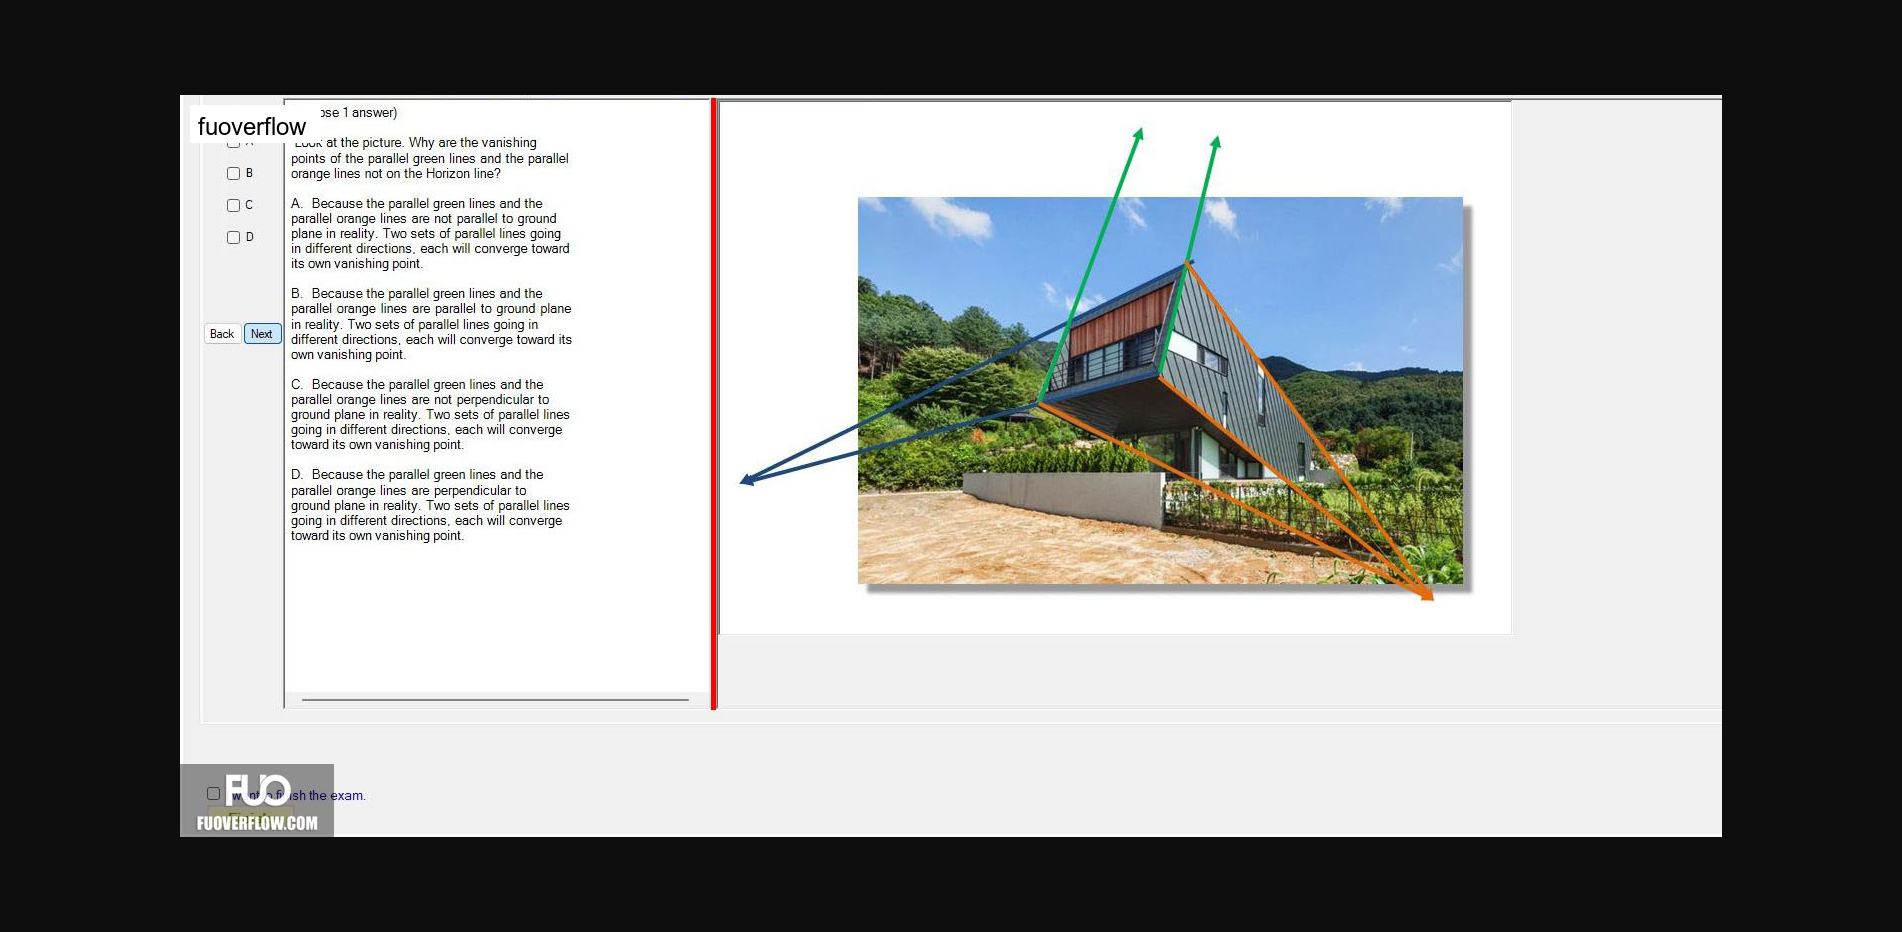 fuoverflow
ose 1 answer)
Look at the picture. Why are the vanishing
points of the parallel green lines and the parallel
orange lines not on the Horizon line?
A
B
C
D
A. Because the parallel green lines and the
parallel orange lines are not parallel to ground
plane in reality. Two sets of parallel lines going
in different directions, each will converge toward
its own vanishing point.
B. Because the parallel green lines and the
parallel orange lines are parallel to ground plane
in reality. Two sets of parallel lines going in
different directions, each will converge toward its
own vanishing point.
Back Next
C. Because the parallel green lines and the
parallel orange lines are not perpendicular to
ground plane in reality. Two sets of parallel lines
going in different directions, each will converge
toward its own vanishing point.
D. Because the parallel green lines and the
parallel orange lines are perpendicular to
ground plane in reality. Two sets of parallel lines
going in different directions, each will converge
toward its own vanishing point.
want to finish the exam.
FUO
FUOVERFLOW.COM